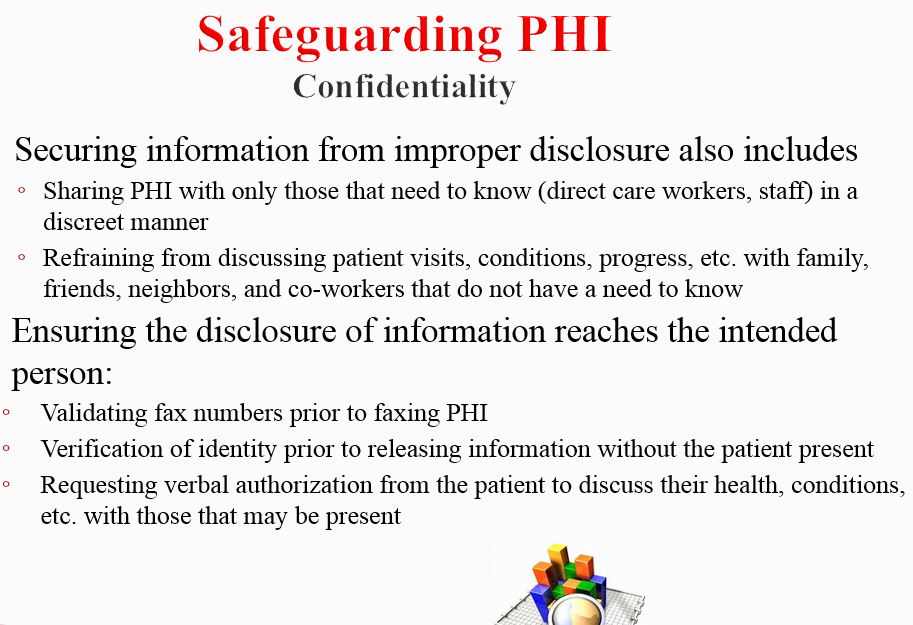 Safeguarding PHI
Confidentiality
Securing information from improper disclosure also includes
◦ Sharing PHI with only those that need to know (direct care workers, staff) in a
discreet manner
◦ Refraining from discussing patient visits, conditions, progress, etc. with family,
friends, neighbors, and co-workers that do not have a need to know
Ensuring the disclosure of information reaches the intended
person:
◦ Validating fax numbers prior to faxing PHI
◦ Verification of identity prior to releasing information without the patient present
◦ Requesting verbal authorization from the patient to discuss their health, conditions,
etc. with those that may be present